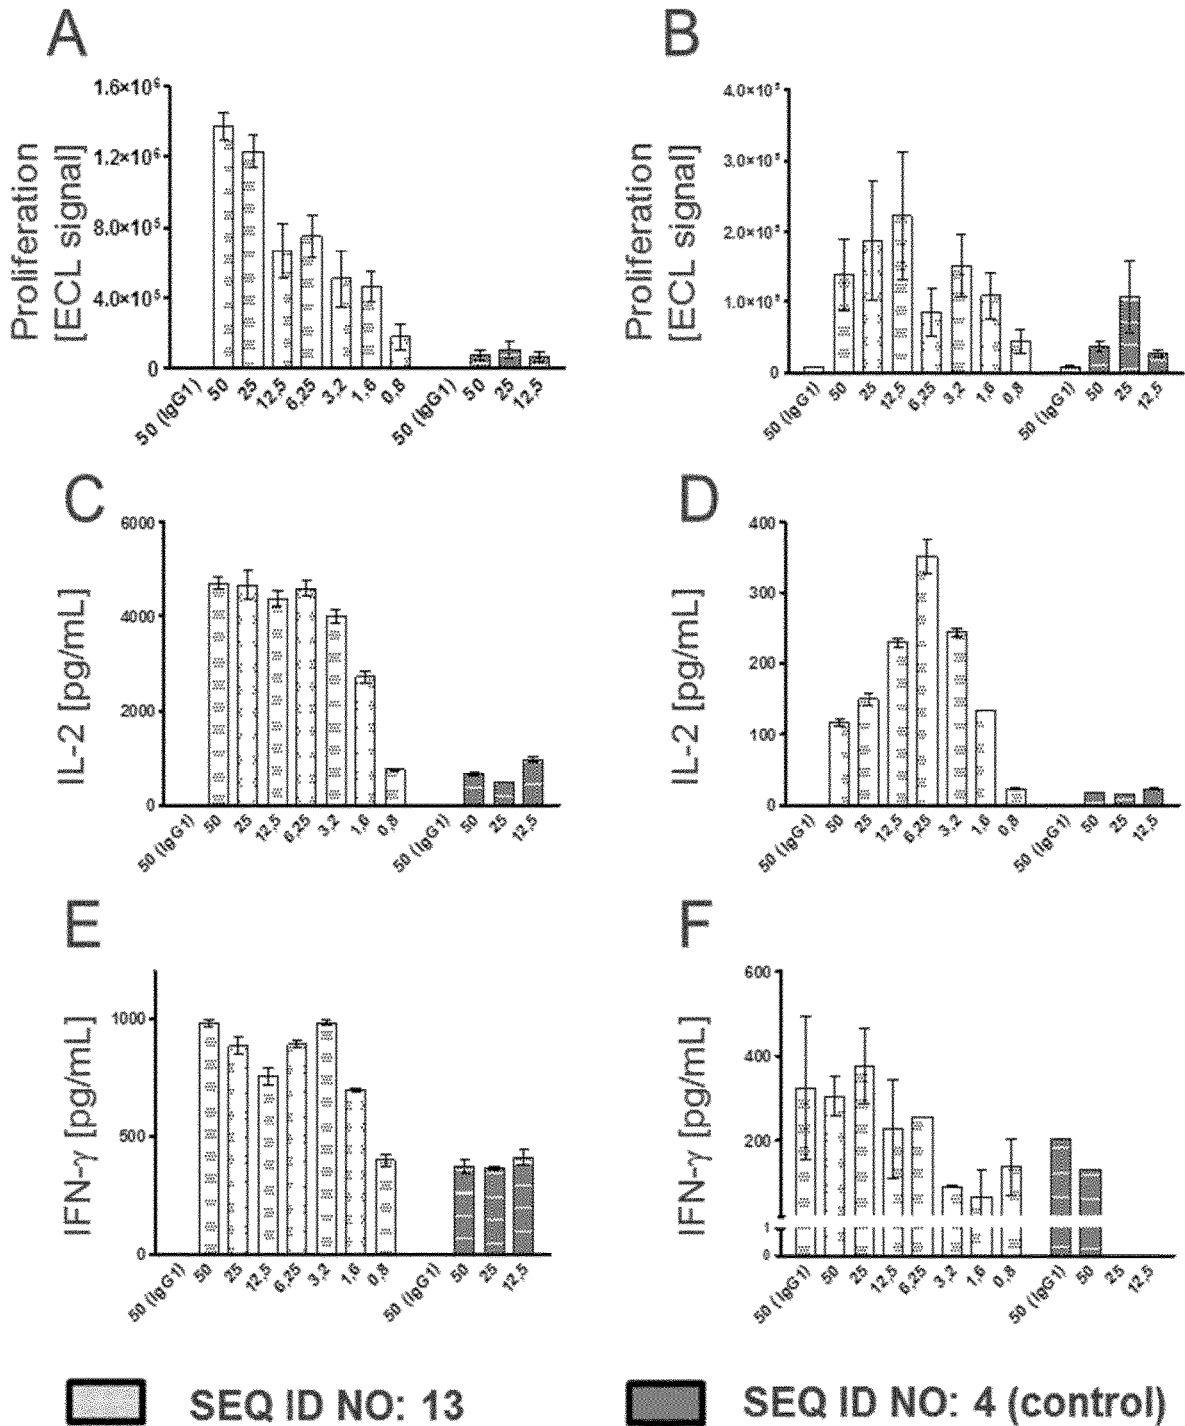 A
Proliferation
[ECL signal]
1.6×10⁶
1.2×10⁶
8.0×10⁵
4.0×10⁵
0
50 (IgG1) 50 25 12,5 6,25 3,2 1,6 0,8 50 (IgG1) 50 25 12,5
B
Proliferation
[ECL signal]
4.0×10⁵
3.0×10⁵
2.0×10⁵
1.0×10⁵
0
50 (IgG1) 50 25 12,5 6,25 3,2 1,6 0,8 50 (IgG1) 50 25 12,5
C
IL-2 [pg/mL]
6000
4000
2000
0
50 (IgG1) 50 25 12,5 6,25 3,2 1,6 0,8 50 (IgG1) 50 25 12,5
D
IL-2 [pg/mL]
400
300
200
100
0
50 (IgG1) 50 25 12,5 6,25 3,2 1,6 0,8 50 (IgG1) 50 25 12,5
E
IFN-γ [pg/mL]
1000
500
0
50 (IgG1) 50 25 12,5 6,25 3,2 1,6 0,8 50 (IgG1) 50 25 12,5
F
IFN-γ [pg/mL]
600
400
200
1
0
50 (IgG1) 50 25 12,5 6,25 3,2 1,6 0,8 50 (IgG1) 50 25 12,5
SEQ ID NO: 13
SEQ ID NO: 4 (control)